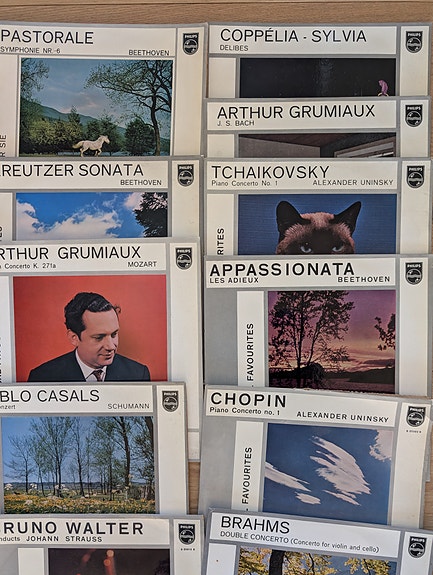 PASTORALE
SYMPHONIE NR. 6 BEETHOVEN
PHILIPS
COPPÉLIA - SYLVIA
DELIBES
PHILIPS
ARTHUR GRUMIAUX
J. S. BACH
PHILIPS
REUTZER SONATA
BEETHOVEN
PHILIPS
TCHAIKOVSKY
Piano Concerto No. 1 ALEXANDER UNINSKY
PHILIPS
RTHUR GRUMIAUX
Concerto K. 271a MOZART
PHILIPS
APPASSIONATA
LES ADIEUX BEETHOVEN
PHILIPS
FAVOURITES
BLO CASALS
SCHUMANN
PHILIPS
CHOPIN
Piano Concerto no. 1 ALEXANDER UNINSKY
PHILIPS
- FAVOURITES
BRUNO WALTER
JOHANN STRAUSS
PHILIPS
BRAHMS
DOUBLE CONCERTO (Concerto for violin and cello)
PHILIPS